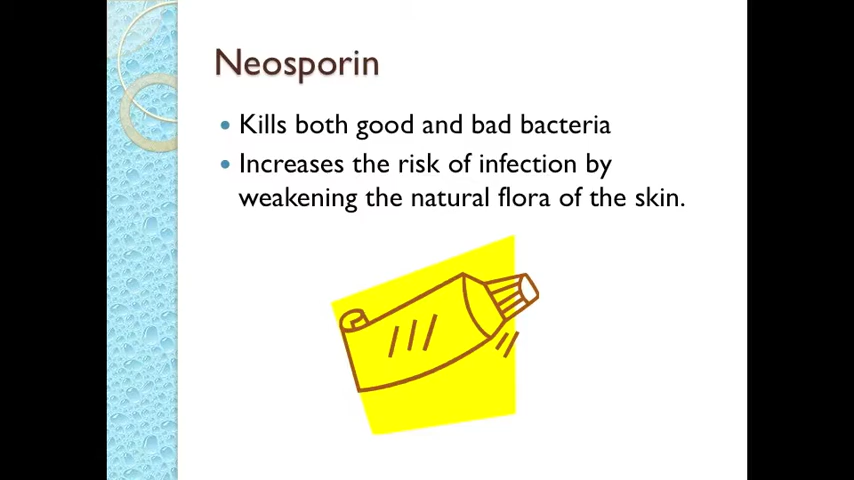 Neosporin
Kills both good and bad bacteria
Increases the risk of infection by
weakening the natural flora of the skin.